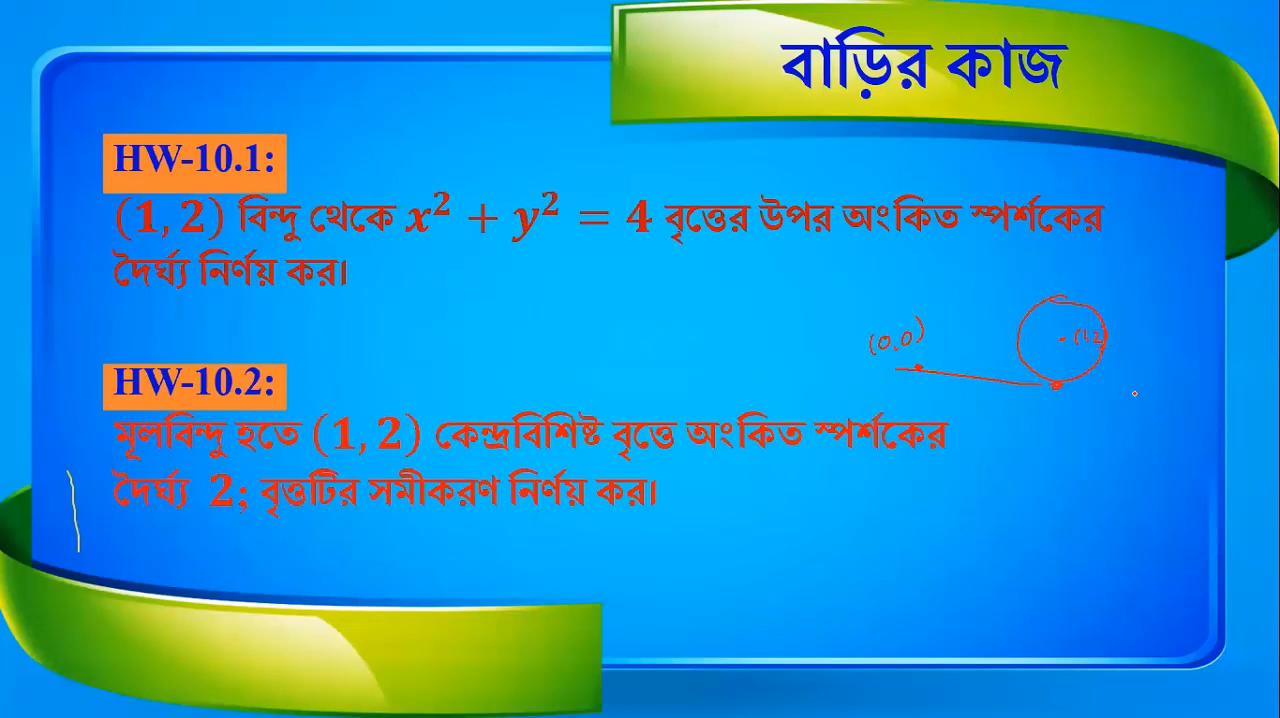 বাড়ির কাজ
HW-10.1:
(1, 2) বিন্দু থেকে x² + y² = 4 বৃত্তের উপর অংকিত স্পর্শকের
দৈর্ঘ্য নির্ণয় কর।
(0,0)
(1,2)
HW-10.2:
মূলবিন্দু হতে (1, 2) কেন্দ্রবিশিষ্ট বৃত্তে অংকিত স্পর্শকের
দৈর্ঘ্য 2; বৃত্তটির সমীকরণ নির্ণয় কর।